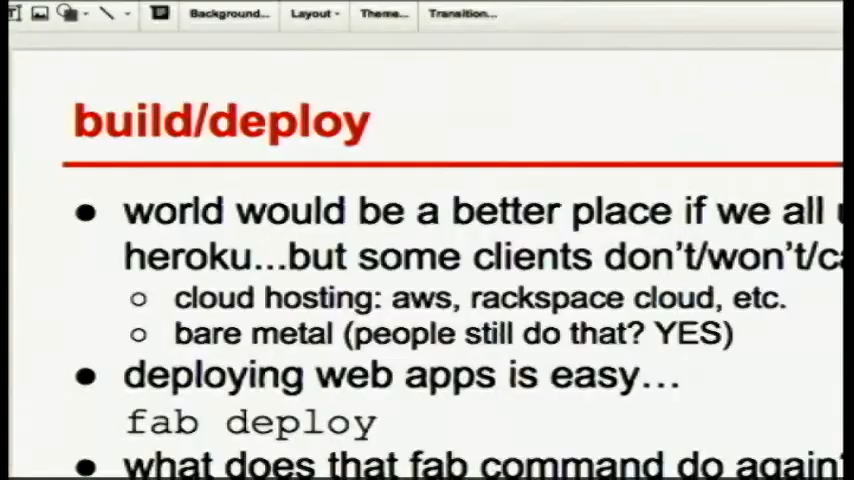 Background... Layout Theme... Transition...
build/deploy
● world would be a better place if we all
heroku...but some clients don't/won't/
○ cloud hosting: aws, rackspace cloud, etc.
○ bare metal (people still do that? YES)
● deploying web apps is easy...
fab deploy
● what does that fab command do again?